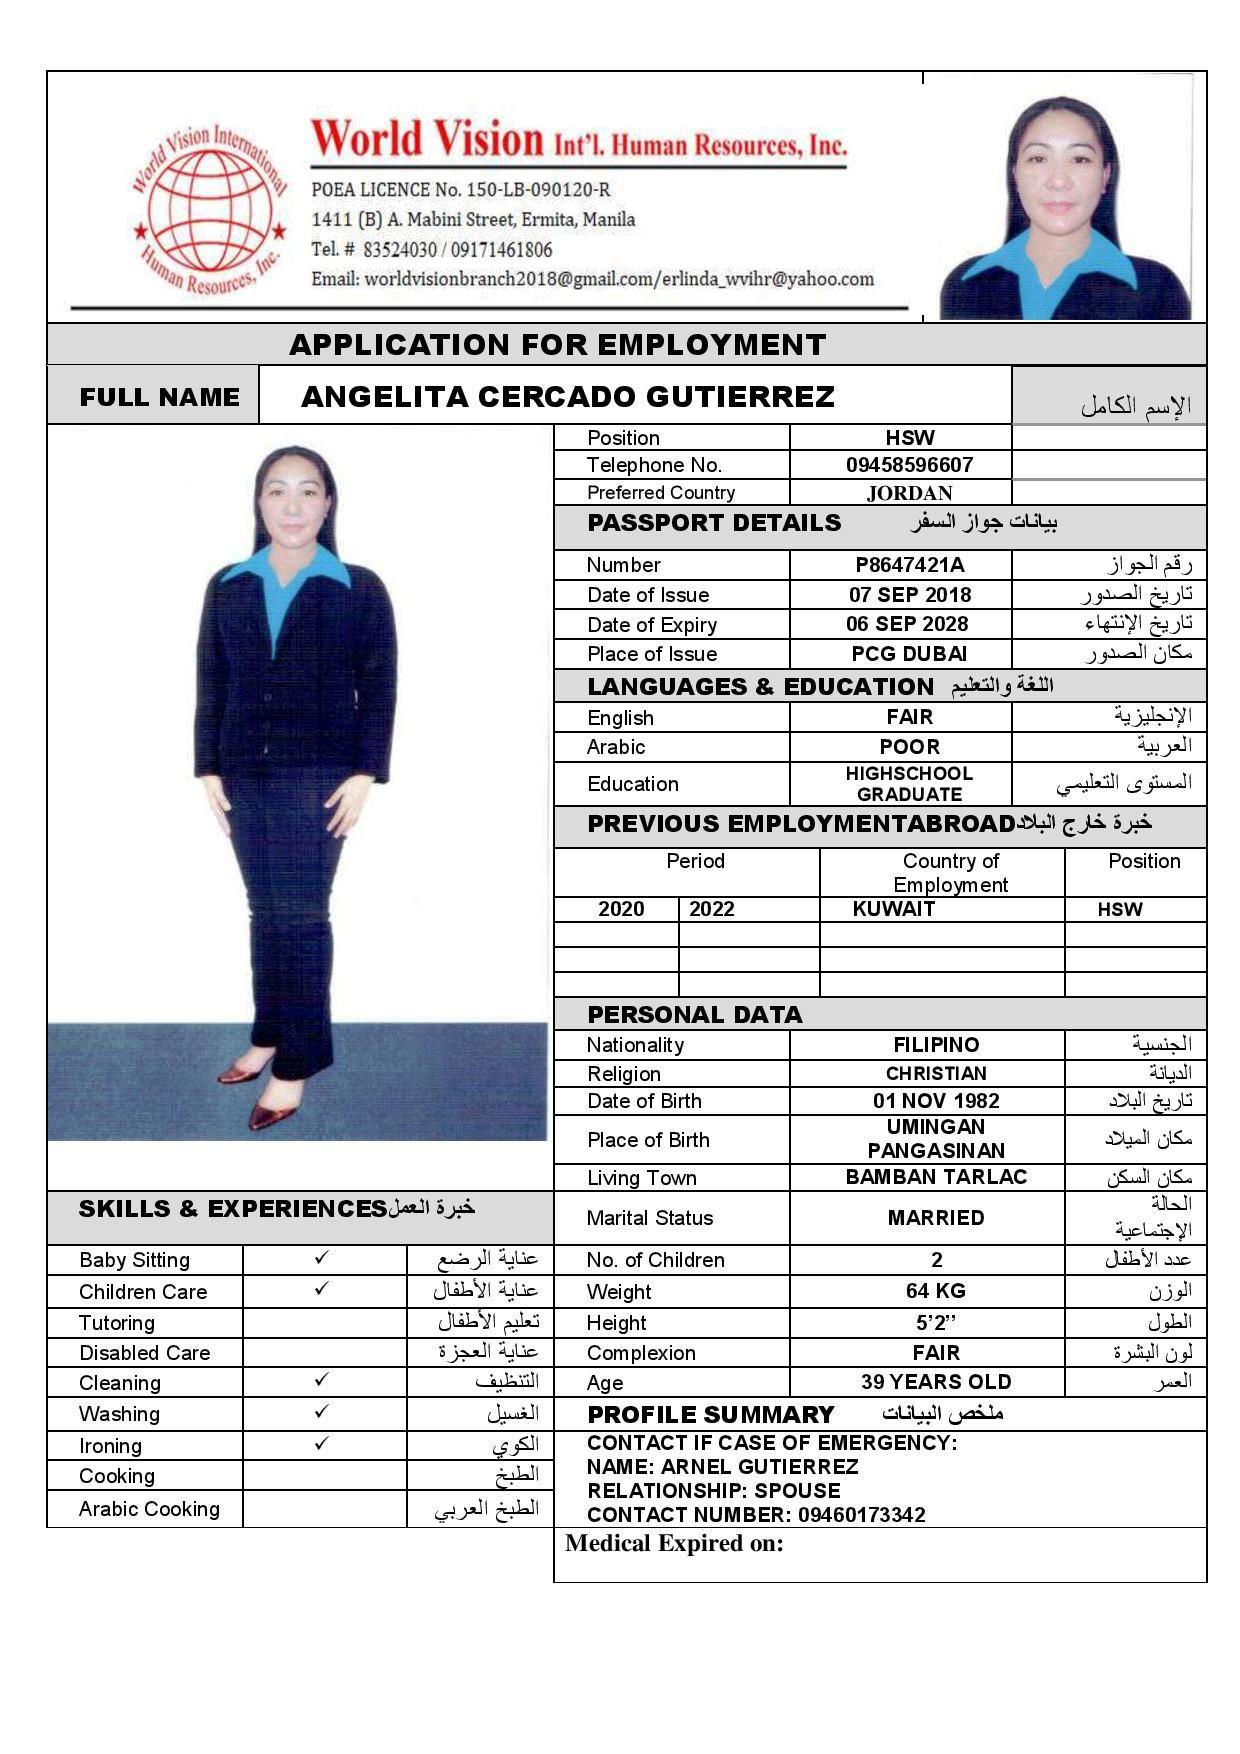 World Vision International
Human Resources, Inc.
World Vision Int'l. Human Resources, Inc.
POEA LICENCE No. 150-LB-090120-R
1411 (B) A. Mabini Street, Ermita, Manila
Tel. # 83524030 / 09171461806
Email: worldvisionbranch2018@gmail.com/erlinda_wvihr@yahoo.com
APPLICATION FOR EMPLOYMENT
FULL NAME ANGELITA CERCADO GUTIERREZ الإسم الكامل
Position HSW
Telephone No. 09458596607
Preferred Country JORDAN
PASSPORT DETAILS بيانات جواز السفر
Number P8647421A رقم الجواز
Date of Issue 07 SEP 2018 تاريخ الصدور
Date of Expiry 06 SEP 2028 تاريخ الإنتهاء
Place of Issue PCG DUBAI مكان الصدور
LANGUAGES & EDUCATION اللغة والتعليم
English FAIR الإنجليزية
Arabic POOR العربية
Education HIGHSCHOOL GRADUATE المستوى التعليمي
PREVIOUS EMPLOYMENTABROAD خبرة خارج البلاد
Period Country of Employment Position
2020 2022 KUWAIT HSW
PERSONAL DATA
Nationality FILIPINO الجنسية
Religion CHRISTIAN الديانة
Date of Birth 01 NOV 1982 تاريخ البلاد
Place of Birth UMINGAN PANGASINAN مكان الميلاد
Living Town BAMBAN TARLAC مكان السكن
Marital Status MARRIED الحالة الإجتماعية
No. of Children 2 عدد الأطفال
Weight 64 KG الوزن
Height 5’2’’ الطول
Complexion FAIR لون البشرة
Age 39 YEARS OLD العمر
SKILLS & EXPERIENCES خبرة العمل
Baby Sitting ✓ عناية الرضع
Children Care ✓ عناية الأطفال
Tutoring تعليم الأطفال
Disabled Care عناية العجزة
Cleaning ✓ التنظيف
Washing ✓ الغسيل
Ironing ✓ الكوي
Cooking الطبخ
Arabic Cooking الطبخ العربي
PROFILE SUMMARY ملخص البيانات
CONTACT IF CASE OF EMERGENCY:
NAME: ARNEL GUTIERREZ
RELATIONSHIP: SPOUSE
CONTACT NUMBER: 09460173342
Medical Expired on: